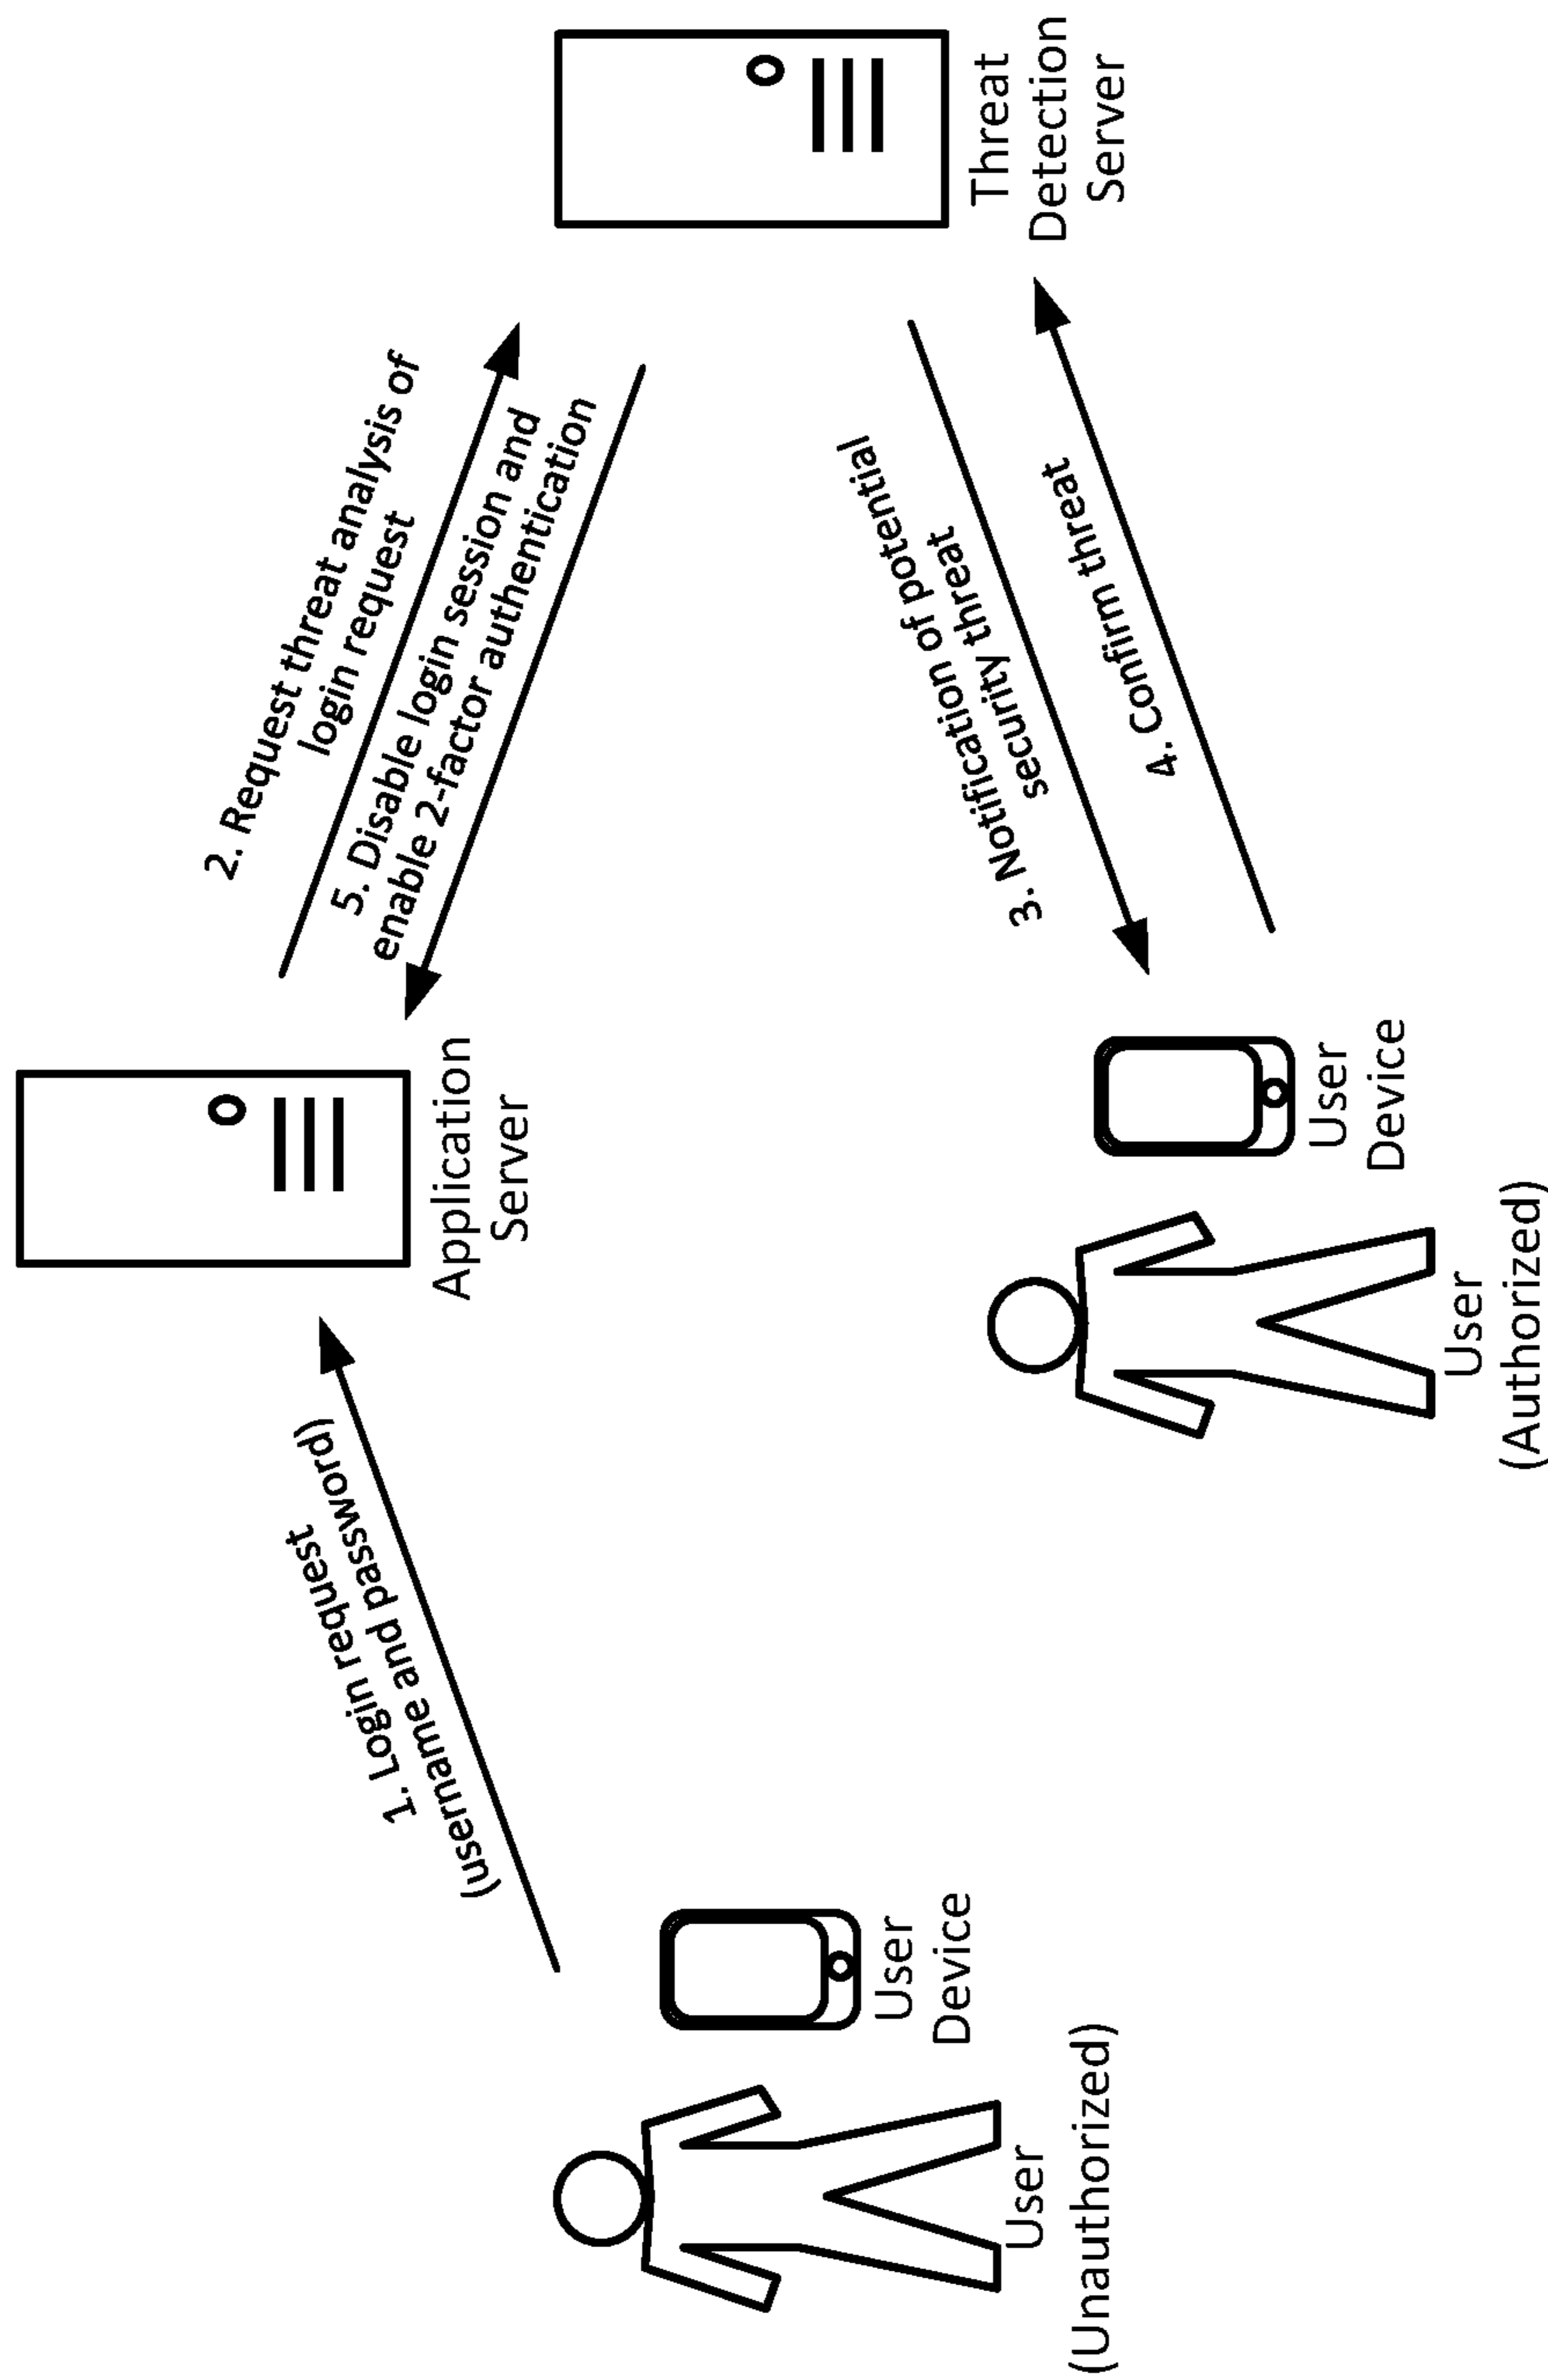 1. Login request
(username and password)
Application
Server
2. Request threat analysis of
login request
5. Disable login session and
enable 2-factor authentication
Threat
Detection
Server
3. Notification of potential
security threat
4. Confirm threat
User
Device
User
(Unauthorized)
User
Device
User
(Authorized)